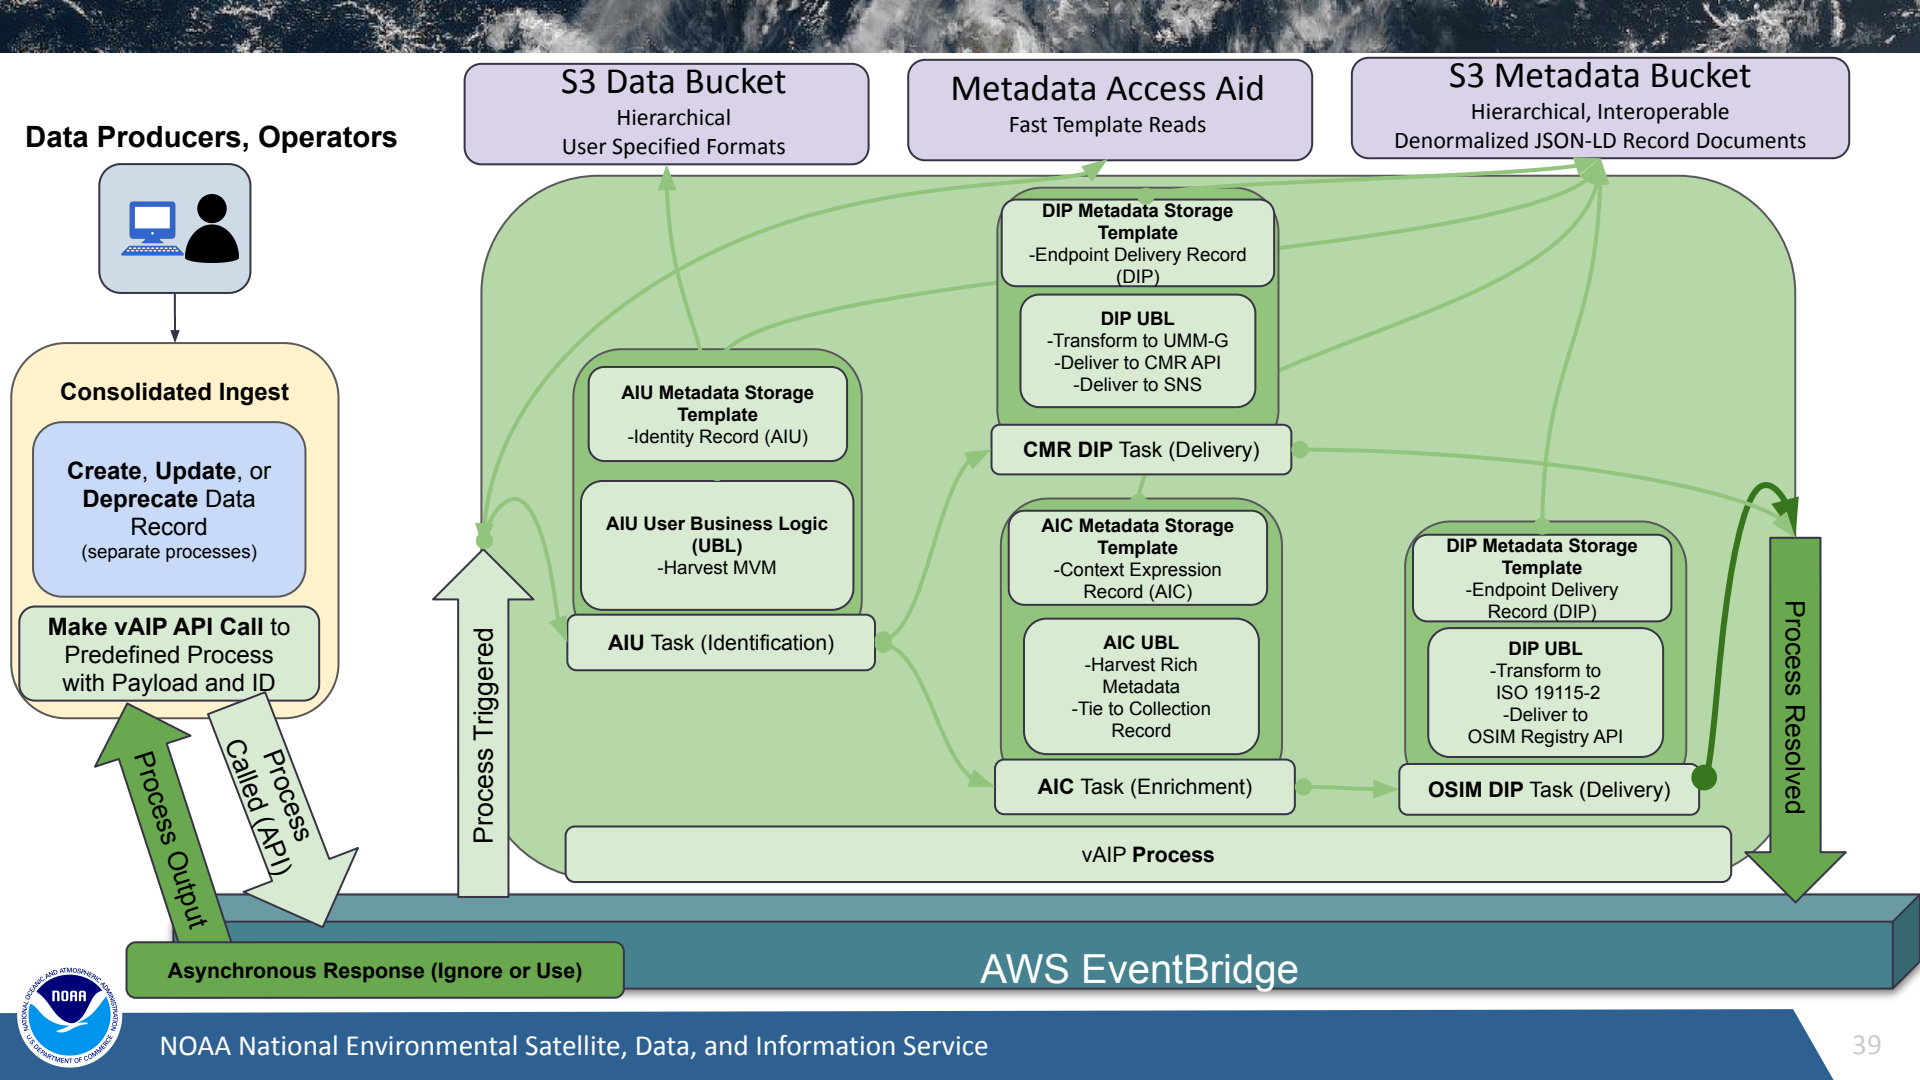 S3 Data Bucket
Hierarchical
User Specified Formats
Metadata Access Aid
Fast Template Reads
S3 Metadata Bucket
Hierarchical, Interoperable
Denormalized JSON-LD Record Documents
Data Producers, Operators
Consolidated Ingest
Create, Update, or
Deprecate Data
Record
(separate processes)
Make vAIP API Call to
Predefined Process
with Payload and ID
Process Output
Process
Called (API)
Process Triggered
AIU Metadata Storage
Template
-Identity Record (AIU)
AIU User Business Logic
(UBL)
-Harvest MVM
AIU Task (Identification)
DIP Metadata Storage
Template
-Endpoint Delivery Record
(DIP)
DIP UBL
-Transform to UMM-G
-Deliver to CMR API
-Deliver to SNS
CMR DIP Task (Delivery)
AIC Metadata Storage
Template
-Context Expression
Record (AIC)
AIC UBL
-Harvest Rich
Metadata
-Tie to Collection
Record
AIC Task (Enrichment)
DIP Metadata Storage
Template
-Endpoint Delivery
Record (DIP)
DIP UBL
-Transform to
ISO 19115-2
-Deliver to
OSIM Registry API
OSIM DIP Task (Delivery)
Process Resolved
vAIP Process
Asynchronous Response (Ignore or Use)
AWS EventBridge
NATIONAL OCEANIC AND ATMOSPHERIC ADMINISTRATION
NOAA
U.S. DEPARTMENT OF COMMERCE
NOAA National Environmental Satellite, Data, and Information Service
39